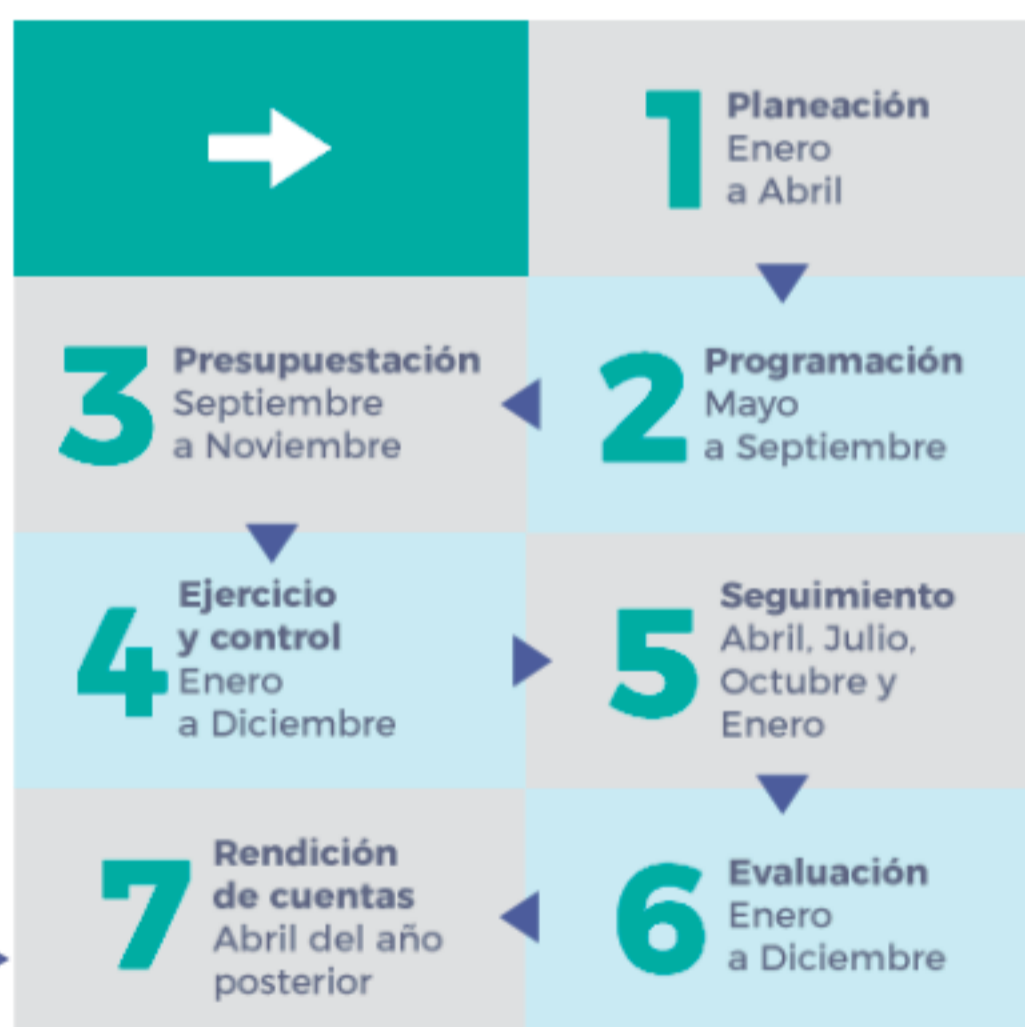 1
Planeación
Enero
a Abril
2
Programación
Mayo
a Septiembre
3
Presupuestación
Septiembre
a Noviembre
4
Ejercicio
y control
Enero
a Diciembre
5
Seguimiento
Abril, Julio,
Octubre y
Enero
6
Evaluación
Enero
a Diciembre
7
Rendición
de cuentas
Abril del año
posterior